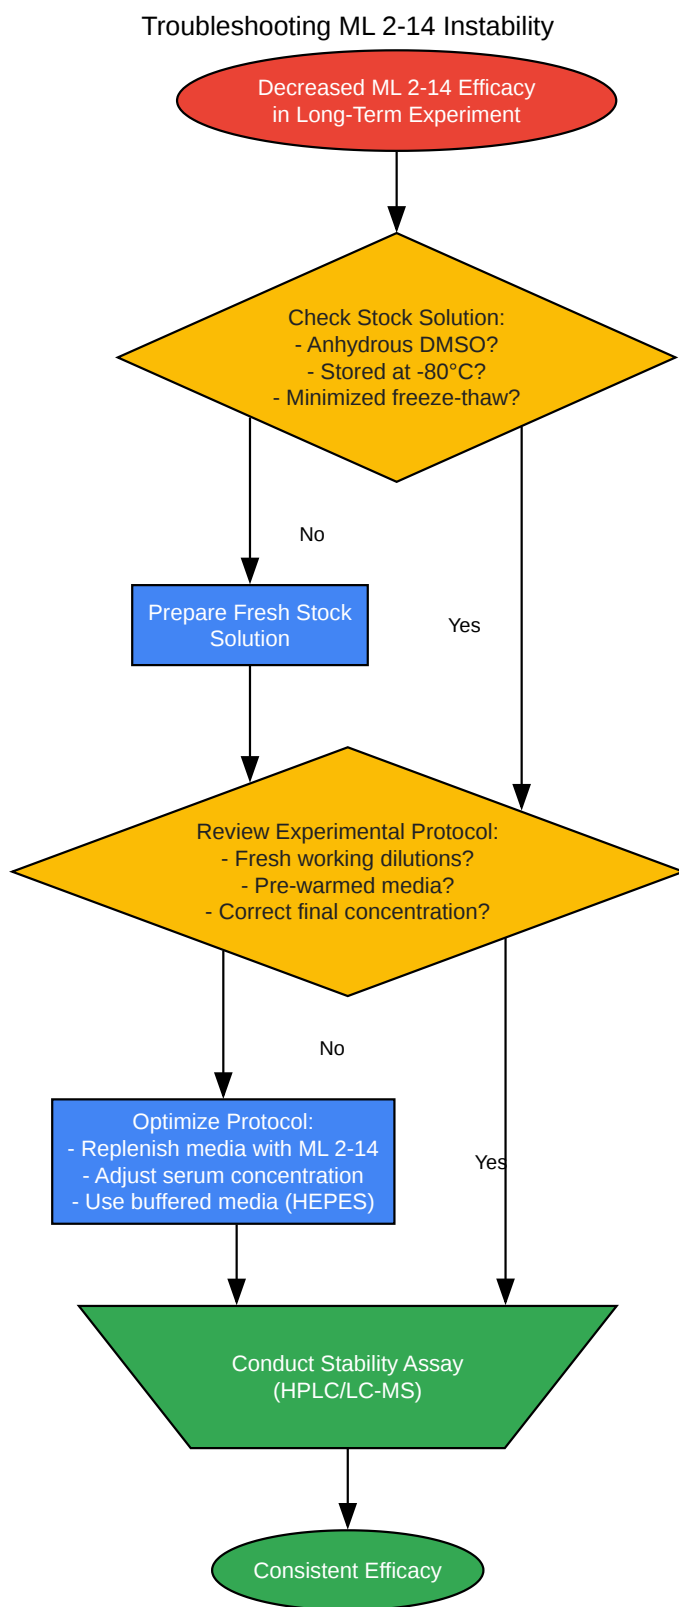 Troubleshooting ML 2-14 Instability
Decreased ML 2-14 Efficacy
in Long-Term Experiment
Check Stock Solution:
- Anhydrous DMSO?
- Stored at -80°C?
- Minimized freeze-thaw?
No
Prepare Fresh Stock
Solution
Yes
Review Experimental Protocol:
- Fresh working dilutions?
- Pre-warmed media?
- Correct final concentration?
No
Optimize Protocol:
- Replenish media with ML 2-14
- Adjust serum concentration
- Use buffered media (HEPES)
Yes
Conduct Stability Assay
(HPLC/LC-MS)
Consistent Efficacy